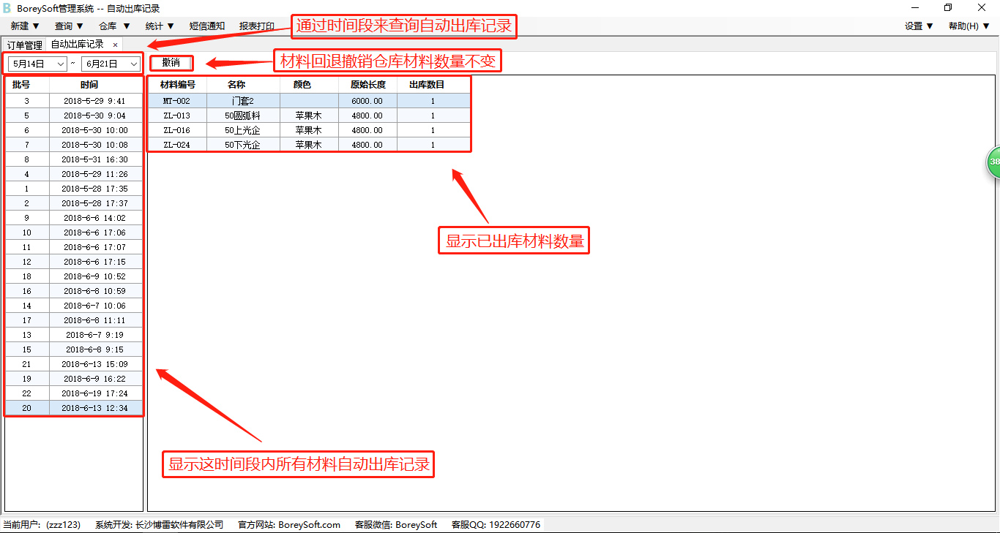 BoreySoft管理系统 -- 自动出库记录
新建 ▼ 查询 ▼ 仓库 ▼ 统计 ▼ 短信通知 报表打印 设置 ▼ 帮助(H) ▼
通过时间段来查询自动出库记录
订单管理 自动出库记录 ×
5月14日 ~ 6月21日 撤销
材料回退撤销仓库材料数量不变
批号 时间
3 2018-5-29 9:41
5 2018-5-30 9:04
6 2018-5-30 10:00
7 2018-5-30 10:08
8 2018-5-31 16:30
4 2018-5-29 11:26
1 2018-5-28 17:35
2 2018-5-28 17:37
9 2018-6-6 14:02
10 2018-6-6 17:06
11 2018-6-6 17:07
12 2018-6-6 17:15
18 2018-6-9 10:52
16 2018-6-8 10:59
14 2018-6-7 10:06
17 2018-6-8 11:11
13 2018-6-7 9:19
15 2018-6-8 9:15
21 2018-6-13 15:09
19 2018-6-9 16:22
22 2018-6-19 17:24
20 2018-6-13 12:34
材料编号 名称 颜色 原始长度 出库数目
MT-002 门套2 6000.00 1
ZL-013 50圆弧料 苹果木 4800.00 1
ZL-016 50上光企 苹果木 4800.00 1
ZL-024 50下光企 苹果木 4800.00 1
38
显示已出库材料数量
显示这时间段内所有材料自动出库记录
当前用户: (zzz123) 系统开发: 长沙博雷软件有限公司 官方网站: BoreySoft.com 客服微信: BoreySoft 客服QQ: 1922660776